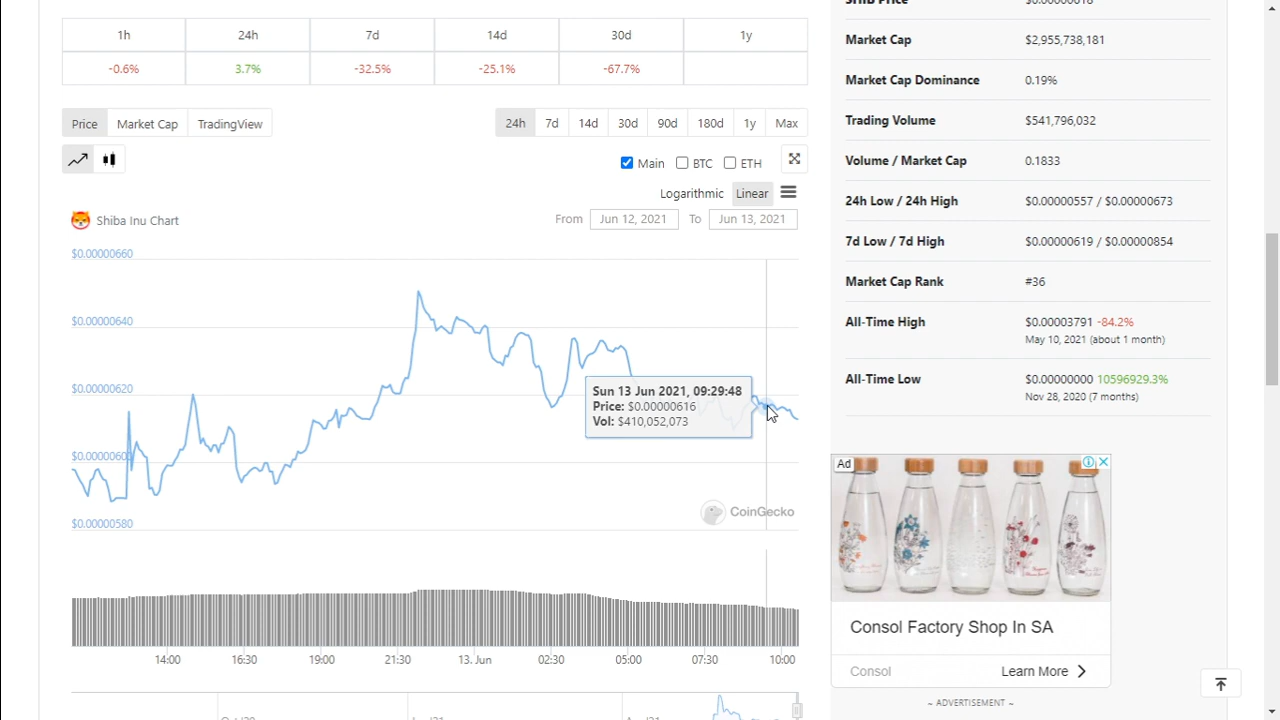 1h 24h 7d 14d 30d 1y
-0.6% 3.7% -32.5% -25.1% -67.7%
Price Market Cap TradingView
24h 7d 14d 30d 90d 180d 1y Max
Main BTC ETH
Logarithmic Linear
Shiba Inu Chart
From Jun 12, 2021 To Jun 13, 2021
$0.00000660
$0.00000640
$0.00000620
$0.00000600
$0.00000580
Sun 13 Jun 2021, 09:29:48
Price: $0.00000616
Vol: $410,052,073
CoinGecko
14:00 16:30 19:00 21:30 13. Jun 02:30 05:00 07:30 10:00
SHIB Price $0.00000618
Market Cap $2,955,738,181
Market Cap Dominance 0.19%
Trading Volume $541,796,032
Volume / Market Cap 0.1833
24h Low / 24h High $0.00000557 / $0.00000673
7d Low / 7d High $0.00000619 / $0.00000854
Market Cap Rank #36
All-Time High $0.00003791 -84.2%
May 10, 2021 (about 1 month)
All-Time Low $0.00000000 10596929.3%
Nov 28, 2020 (7 months)
Ad
Consol Factory Shop In SA
Consol Learn More
~ ADVERTISEMENT ~